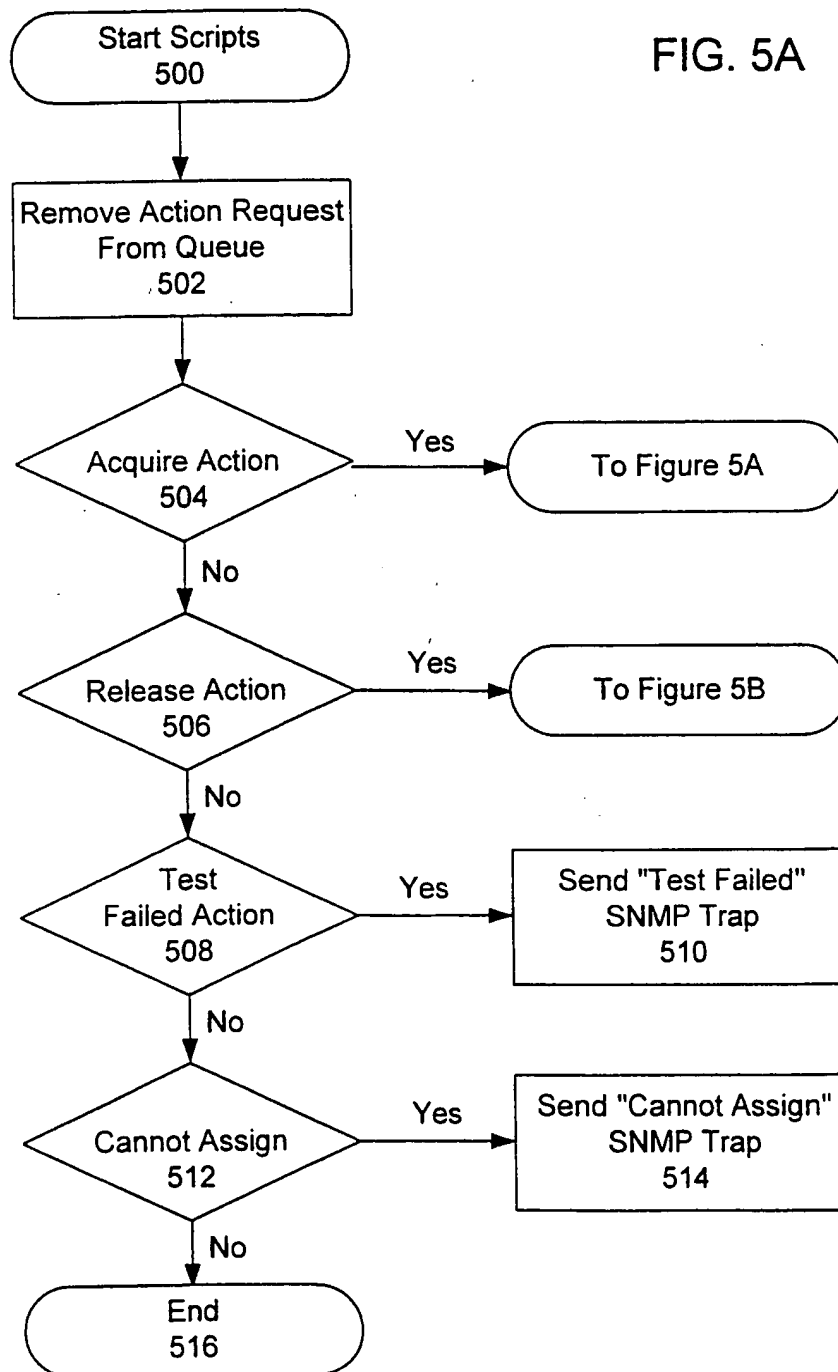 Start Scripts
500
FIG. 5A
Remove Action Request
From Queue
502
Acquire Action
504
Yes
To Figure 5A
No
Release Action
506
Yes
To Figure 5B
No
Test
Failed Action
508
Yes
Send "Test Failed"
SNMP Trap
510
No
Cannot Assign
512
Yes
Send "Cannot Assign"
SNMP Trap
514
No
End
516